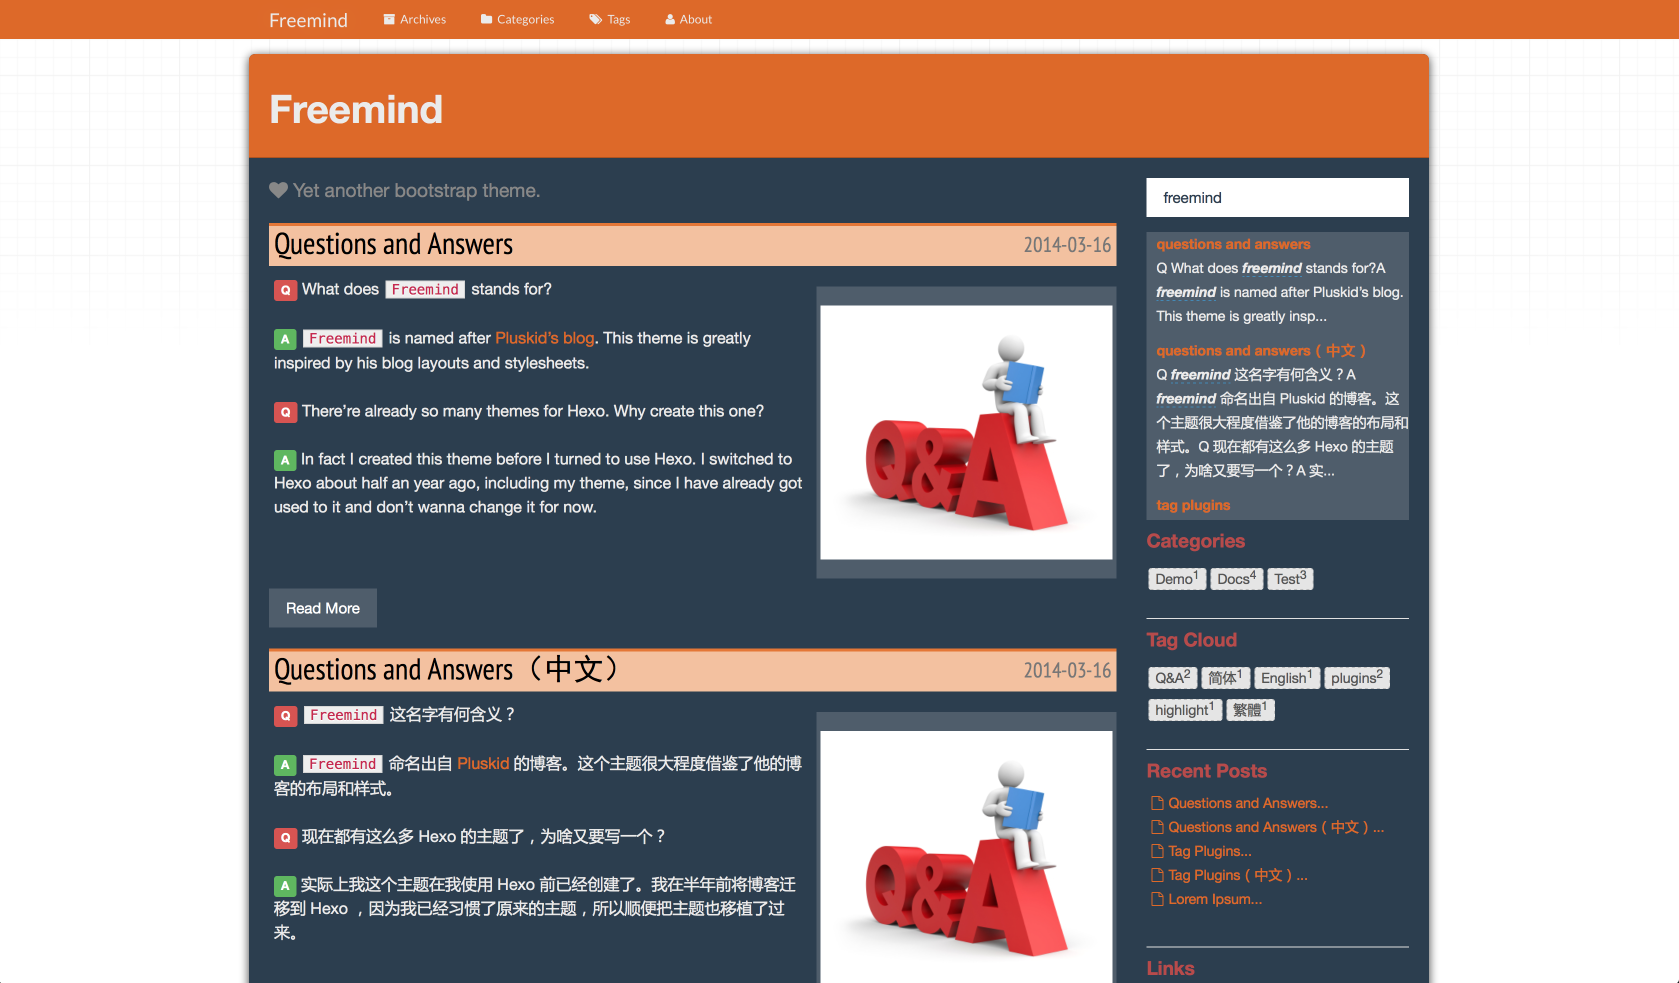 Freemind
Archives
Categories
Tags
About
Freemind
Yet another bootstrap theme.
Questions and Answers
2014-03-16
Q What does Freemind stands for?
A Freemind is named after Pluskid’s blog. This theme is greatly
inspired by his blog layouts and stylesheets.
Q There’re already so many themes for Hexo. Why create this one?
A In fact I created this theme before I turned to use Hexo. I switched to
Hexo about half an year ago, including my theme, since I have already got
used to it and don’t wanna change it for now.
Q&A
Read More
Questions and Answers（中文）
2014-03-16
Q Freemind 这名字有何含义？
A Freemind 命名出自 Pluskid 的博客。这个主题很大程度借鉴了他的博
客的布局和样式。
Q 现在都有这么多 Hexo 的主题了，为啥又要写一个？
A 实际上我这个主题在我使用 Hexo 前已经创建了。我在半年前将博客迁
移到 Hexo ，因为我已经习惯了原来的主题，所以顺便把主题也移植了过
来。
Q&A
freemind
questions and answers
Q What does freemind stands for?A
freemind is named after Pluskid’s blog.
This theme is greatly insp...
questions and answers（中文）
Q freemind 这名字有何含义？A
freemind 命名出自 Pluskid 的博客。这
个主题很大程度借鉴了他的博客的布局和
样式。Q 现在都有这么多 Hexo 的主题
了，为啥又要写一个？A 实...
tag plugins
Categories
Demo1 Docs4 Test3
Tag Cloud
Q&A2 简体1 English1 plugins2
highlight1 繁體1
Recent Posts
Questions and Answers...
Questions and Answers（中文）...
Tag Plugins...
Tag Plugins（中文）...
Lorem Ipsum...
Links